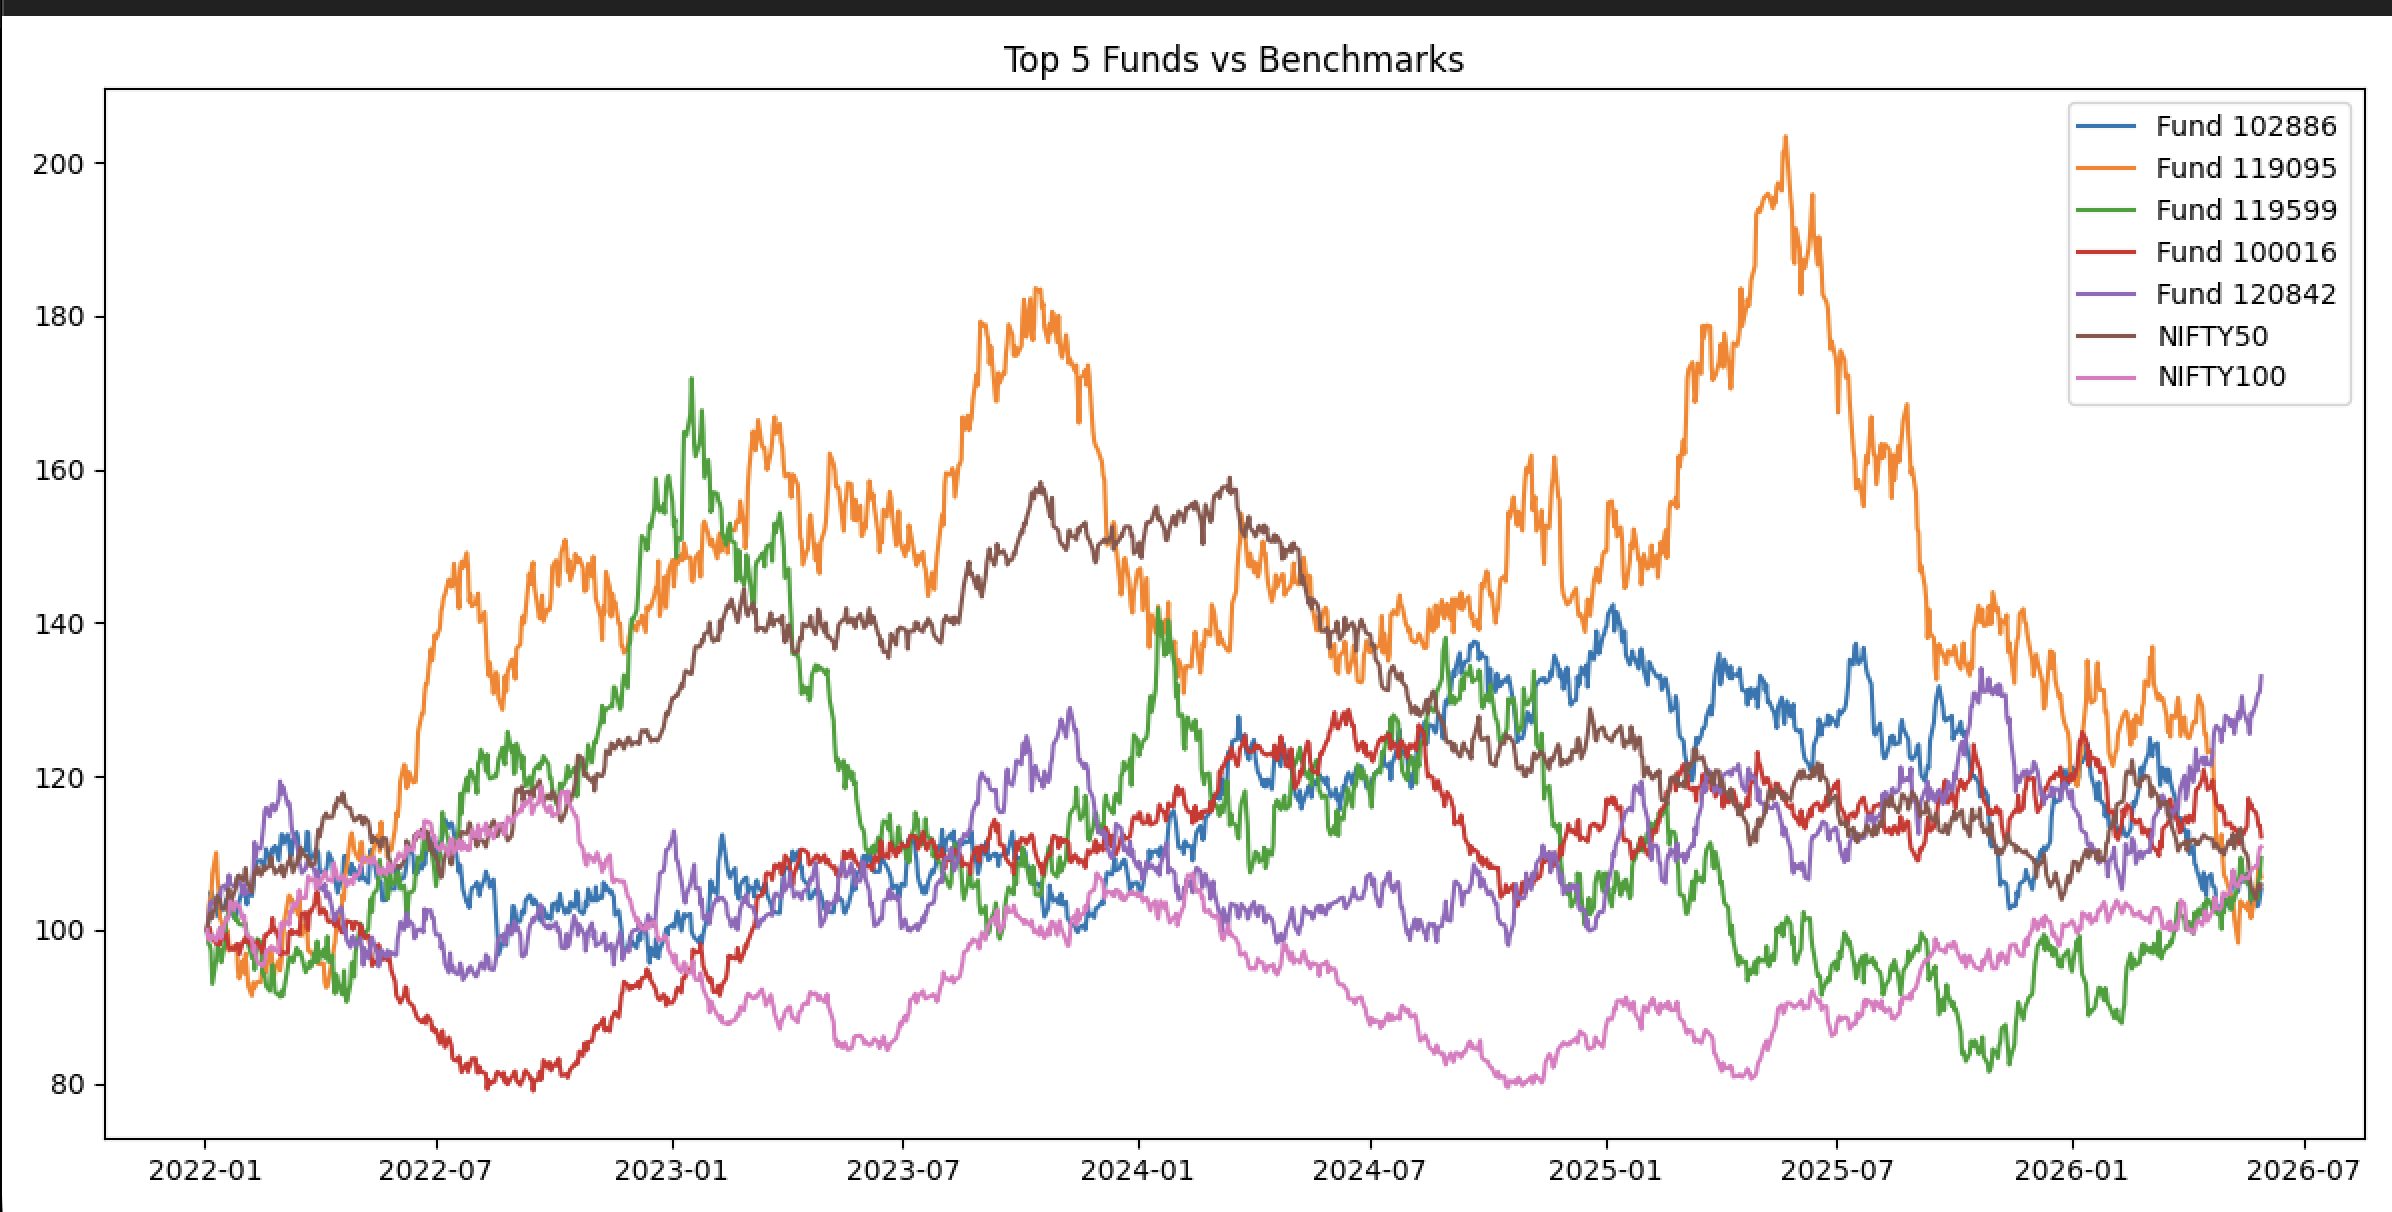 Top 5 Funds vs Benchmarks
Fund 102886
Fund 119095
Fund 119599
Fund 100016
Fund 120842
NIFTY50
NIFTY100
200
180
160
140
120
100
80
2022-01 2022-07 2023-01 2023-07 2024-01 2024-07 2025-01 2025-07 2026-01 2026-07